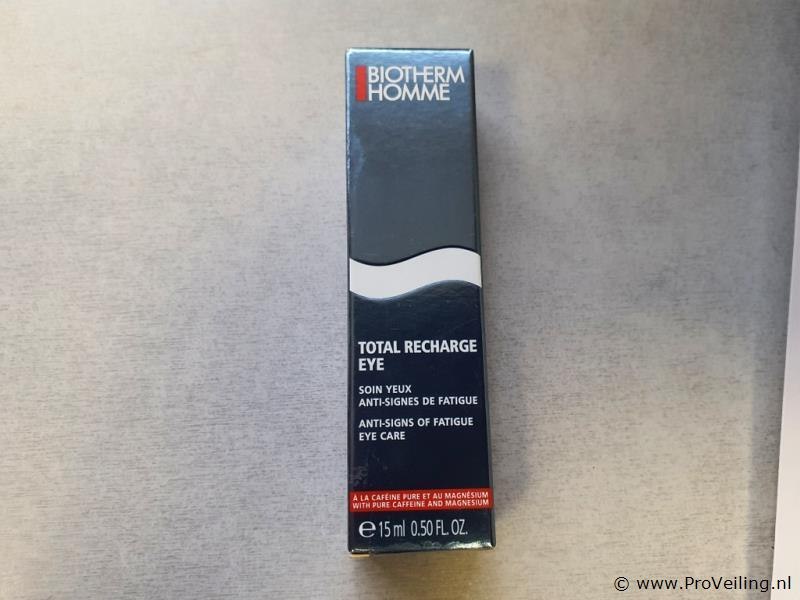 BIOTHERM
HOMME
TOTAL RECHARGE
EYE
SOIN YEUX
ANTI-SIGNES DE FATIGUE
ANTI-SIGNS OF FATIGUE
EYE CARE
À LA CAFÉINE PURE ET AU MAGNÉSIUM
WITH PURE CAFFEINE AND MAGNESIUM
℮ 15 ml 0.50 FL. OZ.
© www.ProVeiling.nl